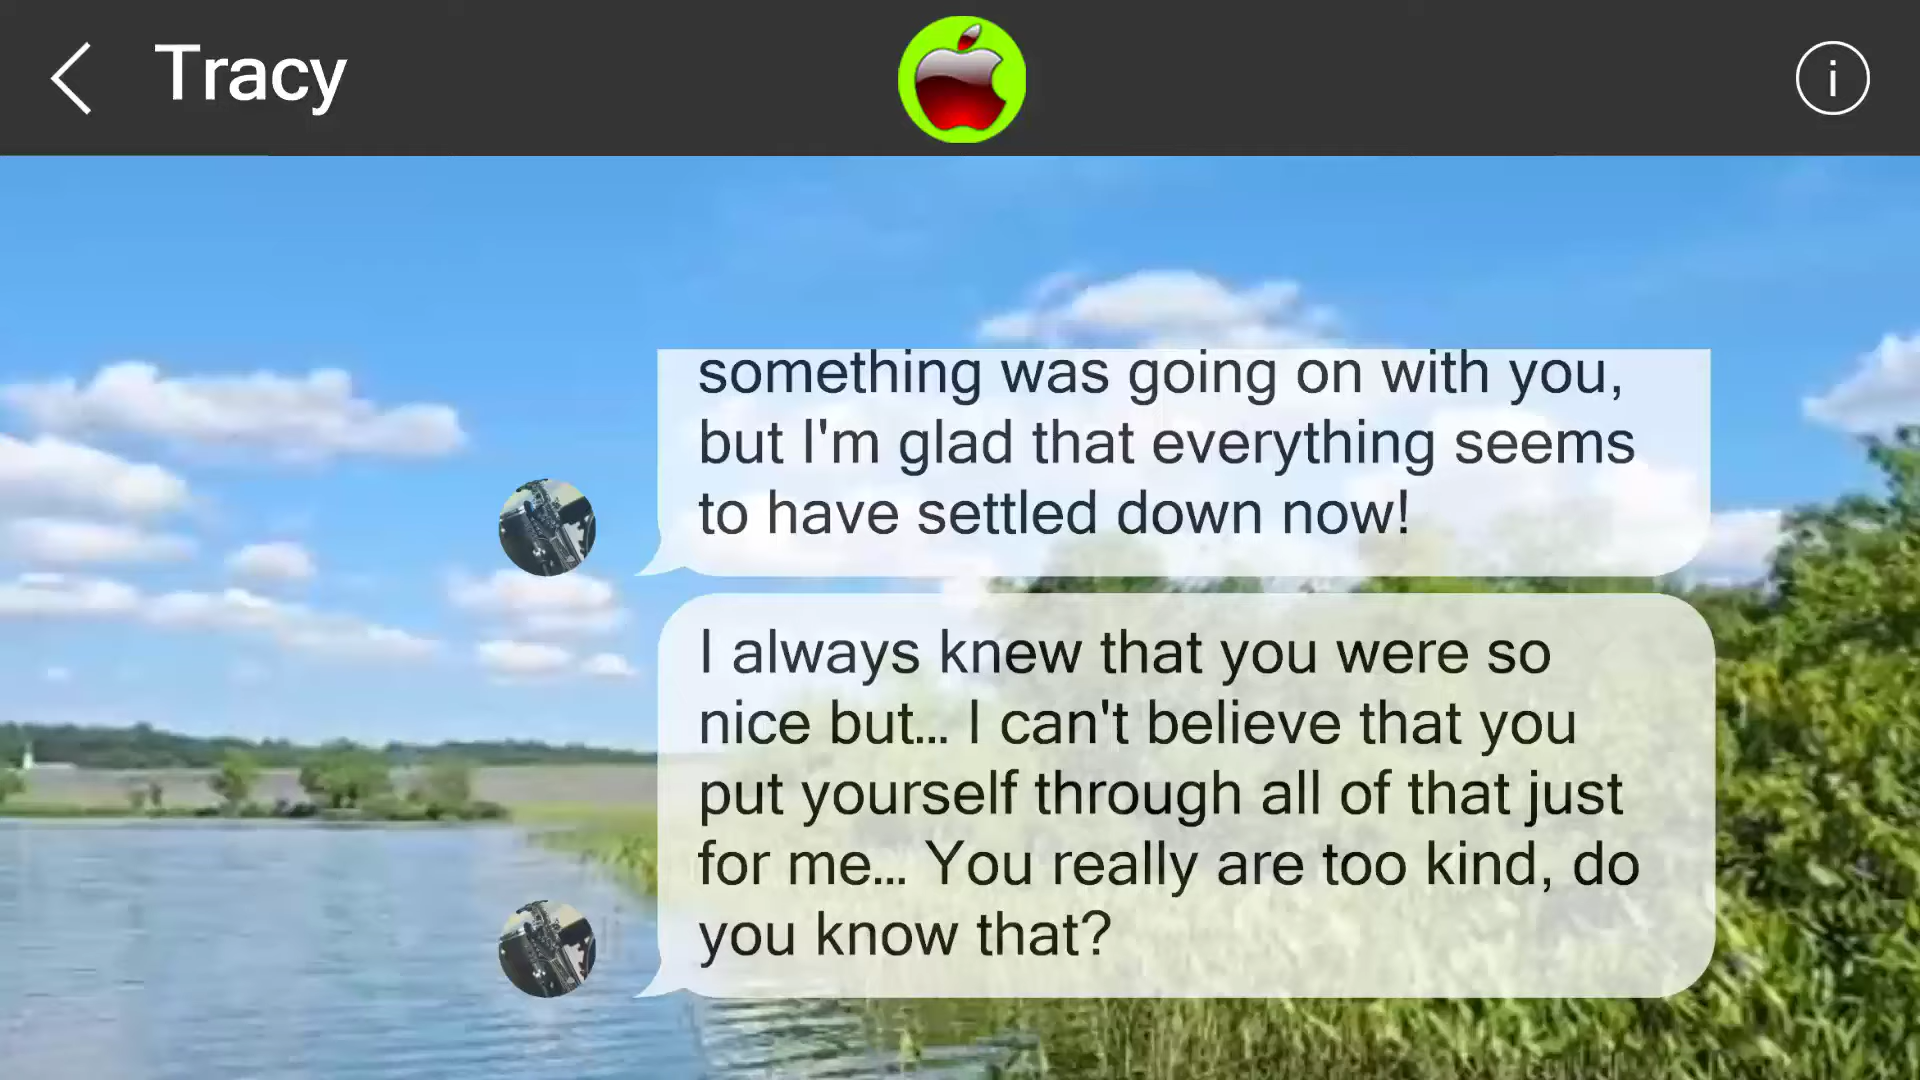 Tracy
i
something was going on with you,
but I'm glad that everything seems
to have settled down now!
I always knew that you were so
nice but... I can't believe that you
put yourself through all of that just
for me... You really are too kind, do
you know that?